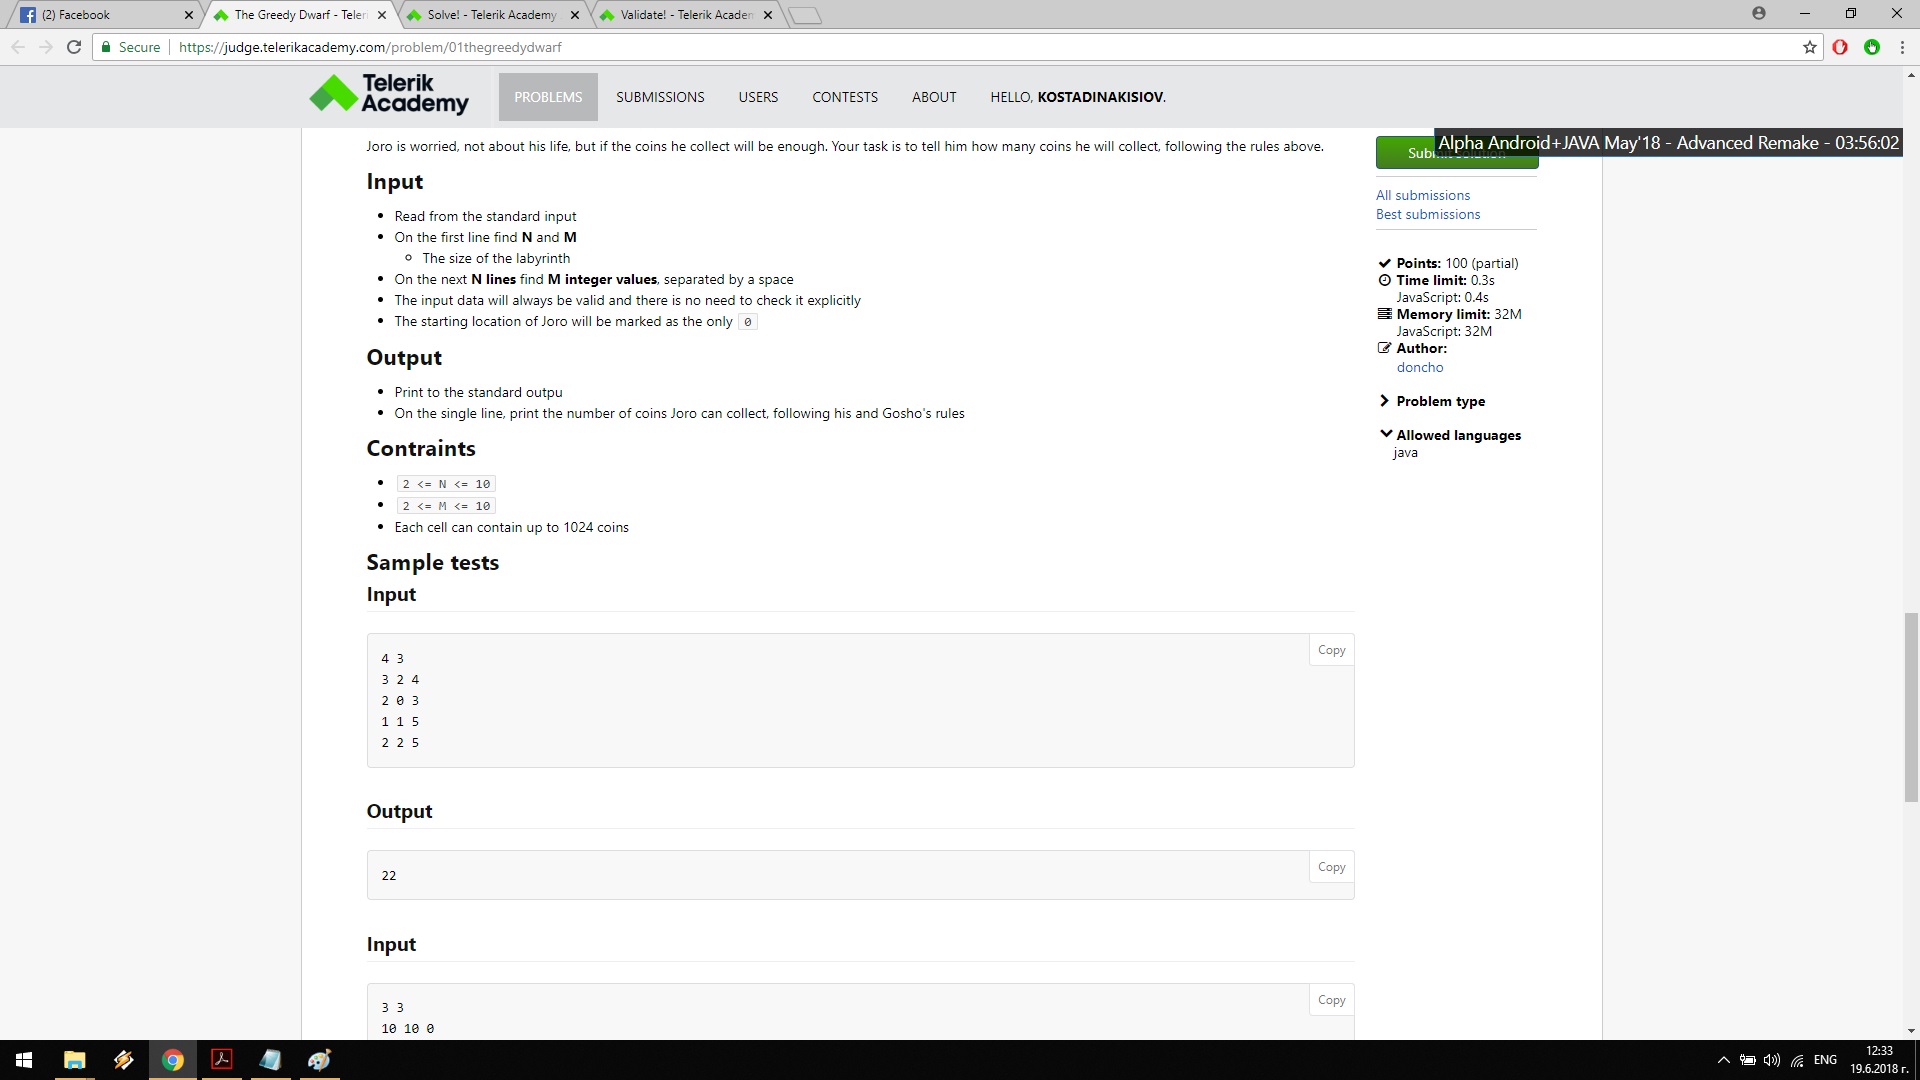 (2) Facebook
The Greedy Dwarf - Teler
Solve! - Telerik Academy
Validate! - Telerik Academ
Secure
https://judge.telerikacademy.com/problem/01thegreedydwarf
Telerik
Academy
PROBLEMS
SUBMISSIONS
USERS
CONTESTS
ABOUT
HELLO, KOSTADINAKISIOV.
Joro is worried, not about his life, but if the coins he collect will be enough. Your task is to tell him how many coins he will collect, following the rules above.
Alpha Android+JAVA May'18 - Advanced Remake - 03:56:02
Submit solution
All submissions
Best submissions
Points: 100 (partial)
Time limit: 0.3s
JavaScript: 0.4s
Memory limit: 32M
JavaScript: 32M
Author:
doncho
Problem type
Allowed languages
java
Input
Read from the standard input
On the first line find N and M
The size of the labyrinth
On the next N lines find M integer values, separated by a space
The input data will always be valid and there is no need to check it explicitly
The starting location of Joro will be marked as the only 0
Output
Print to the standard outpu
On the single line, print the number of coins Joro can collect, following his and Gosho's rules
Contraints
2 <= N <= 10
2 <= M <= 10
Each cell can contain up to 1024 coins
Sample tests
Input
Copy
4 3
3 2 4
2 0 3
1 1 5
2 2 5
Output
Copy
22
Input
Copy
3 3
10 10 0
ENG
12:33
19.6.2018 г.